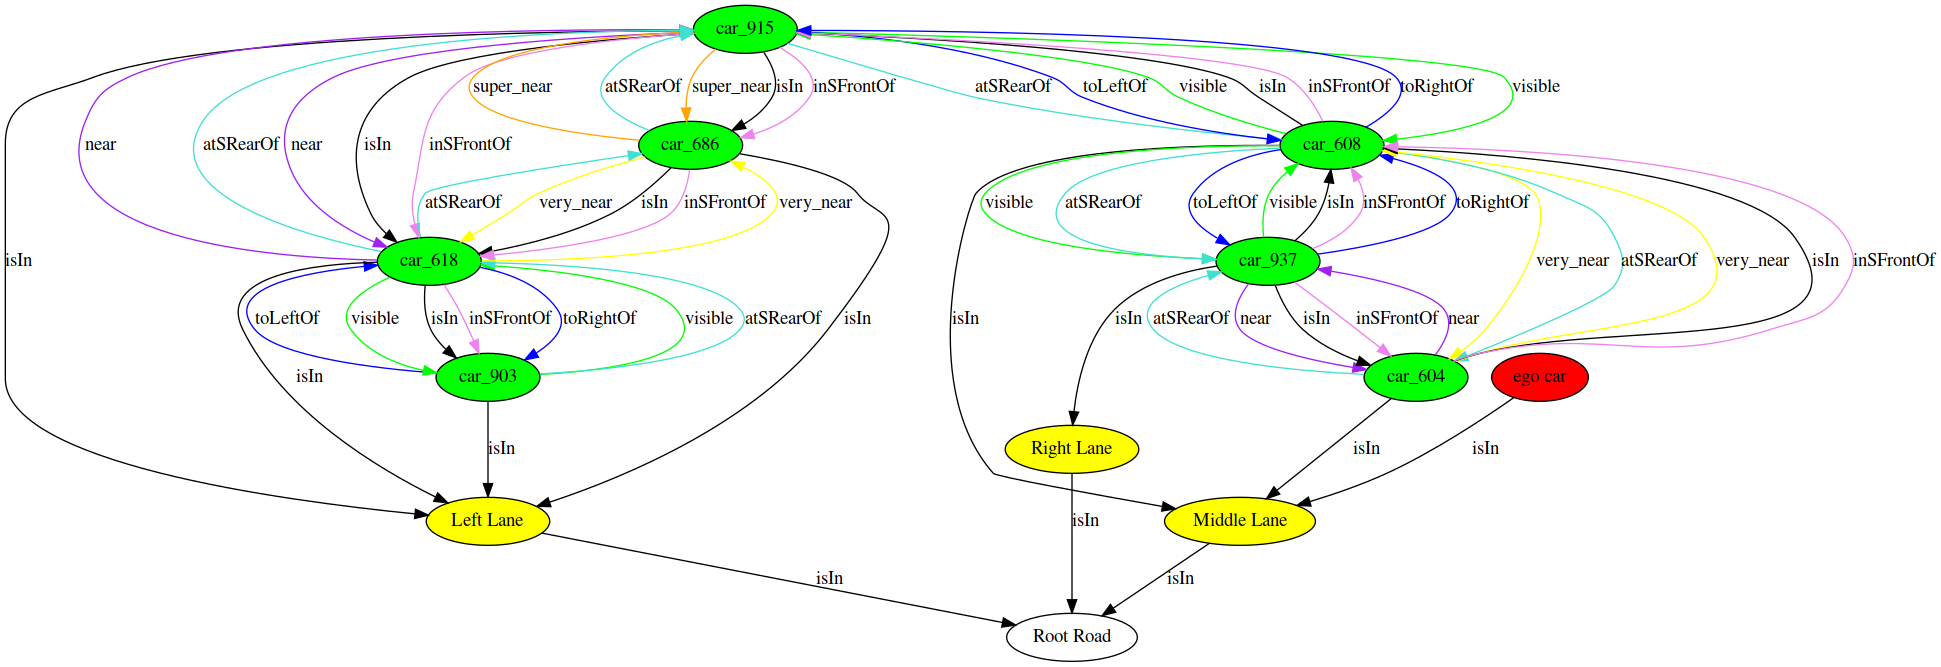 car_915
super_near
atSRearOf
super_near
isIn
inSFrontOf
atSRearOf
toLeftOf
visible
isIn
inSFrontOf
toRightOf
visible
near
atSRearOf
near
isIn
inSFrontOf
car_686
car_608
atSRearOf
very_near
isIn
inSFrontOf
very_near
visible
atSRearOf
toLeftOf
visible
isIn
inSFrontOf
toRightOf
isIn
car_618
car_937
very_near
atSRearOf
very_near
isIn
inSFrontOf
toLeftOf
visible
isIn
inSFrontOf
toRightOf
visible
atSRearOf
isIn
isIn
isIn
atSRearOf
near
isIn
inSFrontOf
near
isIn
car_903
car_604
ego car
isIn
Right Lane
isIn
isIn
Left Lane
isIn
Middle Lane
isIn
isIn
Root Road